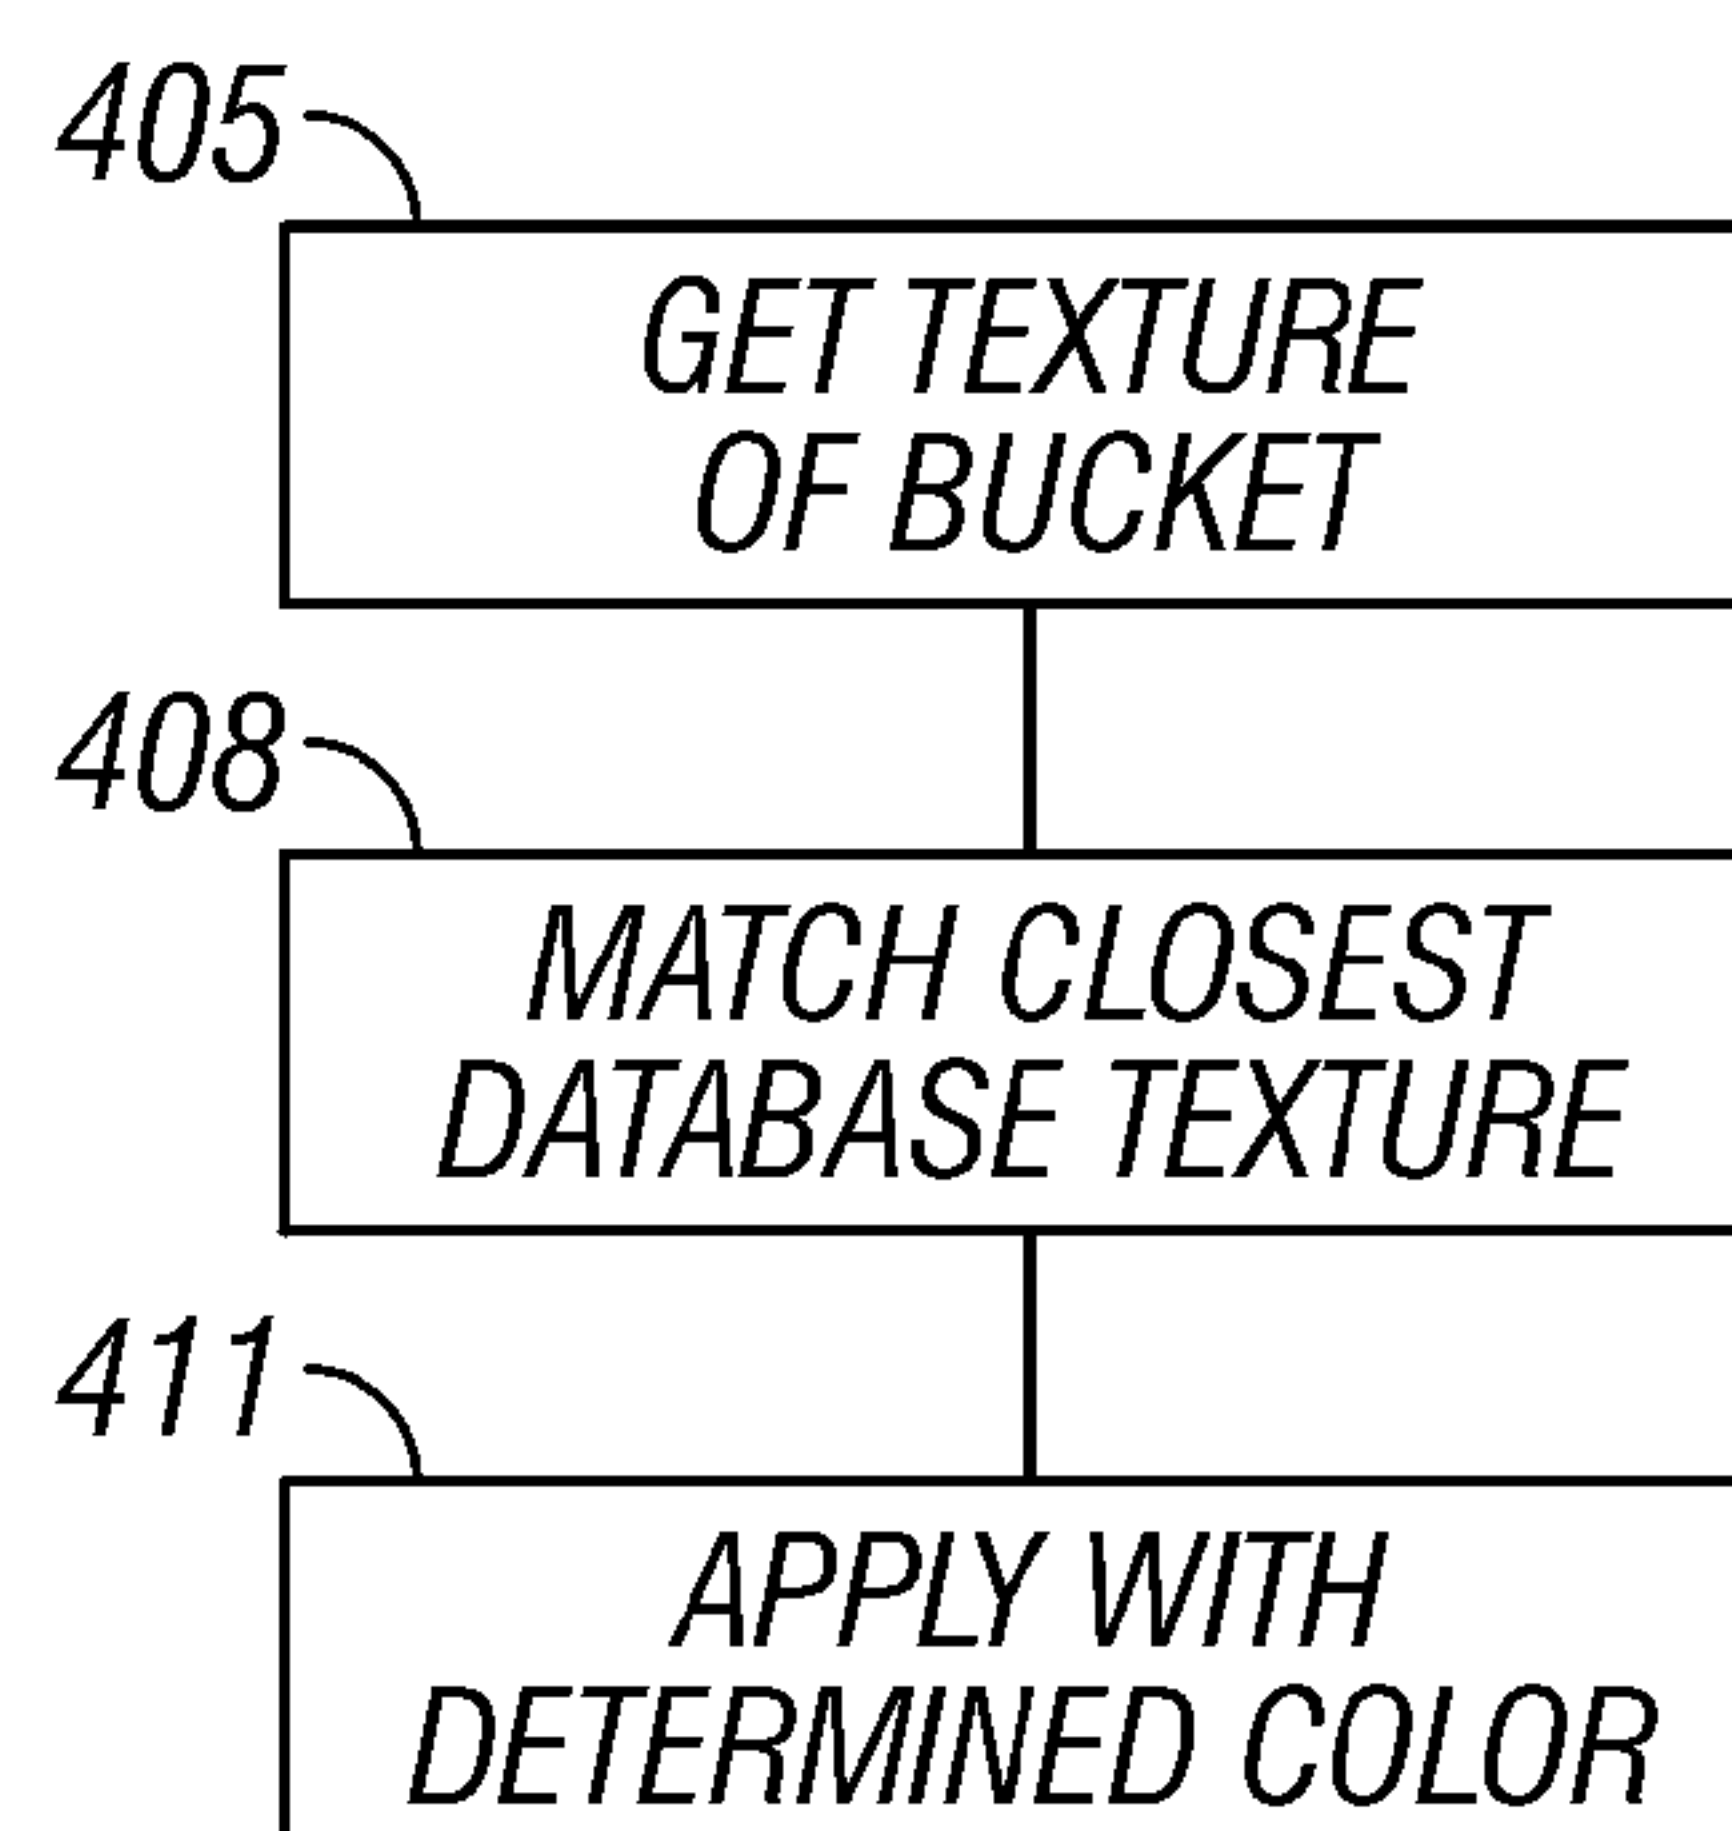 405
GET TEXTURE
OF BUCKET
408
MATCH CLOSEST
DATABASE TEXTURE
411
APPLY WITH
DETERMINED COLOR